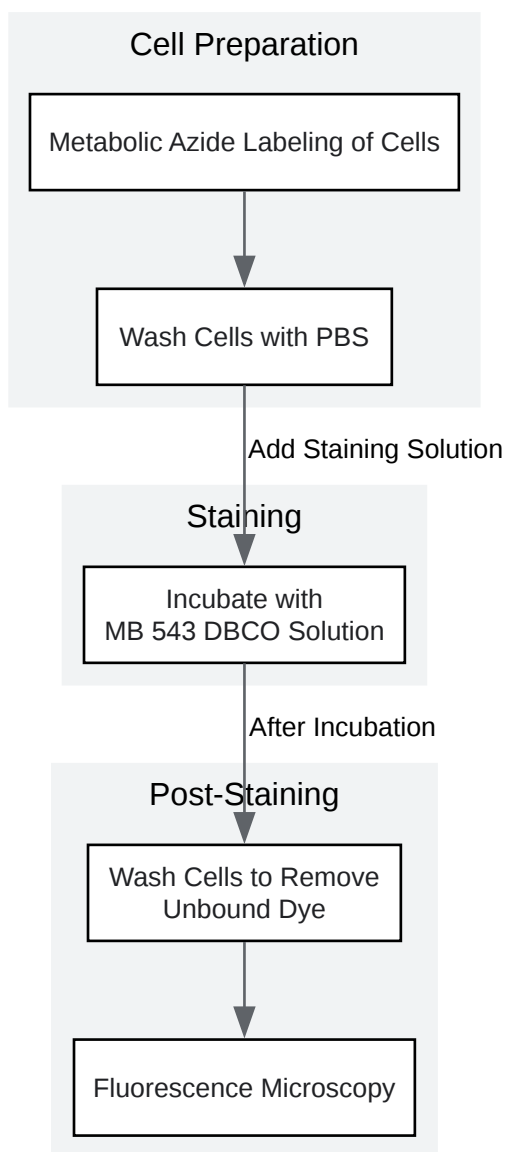 Cell Preparation
Metabolic Azide Labeling of Cells
Wash Cells with PBS
Add Staining Solution
Staining
Incubate with
MB 543 DBCO Solution
After Incubation
Post-Staining
Wash Cells to Remove
Unbound Dye
Fluorescence Microscopy